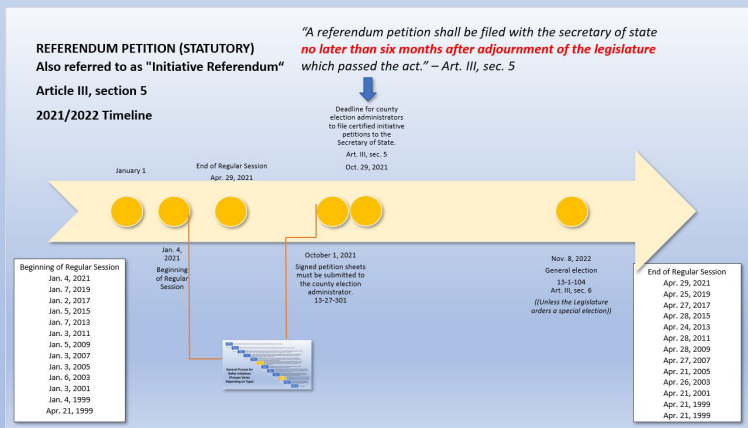 REFERENDUM PETITION (STATUTORY)
Also referred to as "Initiative Referendum“
Article III, section 5
2021/2022 Timeline
“A referendum petition shall be filed with the secretary of state
no later than six months after adjournment of the legislature
which passed the act.” – Art. III, sec. 5
Deadline for county
election administrators
to file certified initiative
petitions to the
Secretary of State.
Art. III, sec. 5
Oct. 29, 2021
January 1
End of Regular Session
Apr. 29, 2021
Jan. 4,
2021
Beginning
of Regular
Session
October 1, 2021
Signed petition sheets
must be submitted to
the county election
administrator.
13-27-301
Nov. 8, 2022
General election
13-1-104
Art. III, sec. 6
((Unless the Legislature
orders a special election))
Beginning of Regular Session
Jan. 4, 2021
Jan. 7, 2019
Jan. 2, 2017
Jan. 5, 2015
Jan. 7, 2013
Jan. 3, 2011
Jan. 5, 2009
Jan. 3, 2007
Jan. 3, 2005
Jan. 6, 2003
Jan. 3, 2001
Jan. 4, 1999
Apr. 21, 1999
General Process for
Ballot Initiatives
(Process Varies
Depending on Type)
End of Regular Session
Apr. 29, 2021
Apr. 25, 2019
Apr. 27, 2017
Apr. 28, 2015
Apr. 24, 2013
Apr. 28, 2011
Apr. 28, 2009
Apr. 27, 2007
Apr. 21, 2005
Apr. 26, 2003
Apr. 21, 2001
Apr. 21, 1999
Apr. 21, 1999